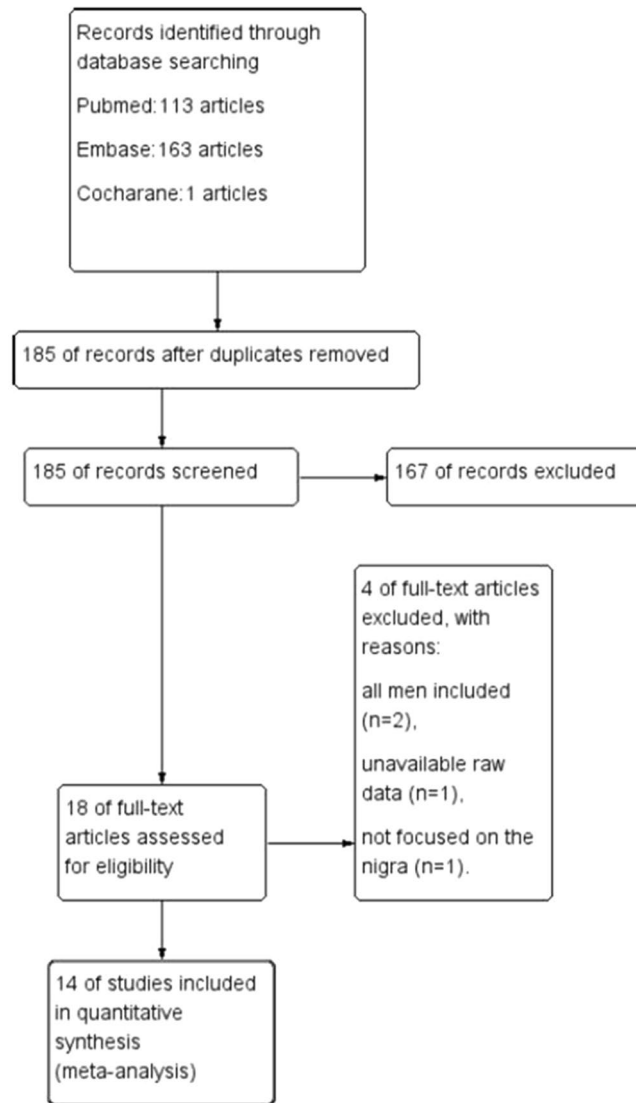 Records identified through
database searching
Pubmed: 113 articles
Embase: 163 articles
Cocharane: 1 articles
185 of records after duplicates removed
185 of records screened
167 of records excluded
4 of full-text articles
excluded, with
reasons:
all men included
(n=2),
unavailable raw
data (n=1),
not focused on the
nigra (n=1).
18 of full-text
articles assessed
for eligibility
14 of studies included
in quantitative
synthesis
(meta-analysis)